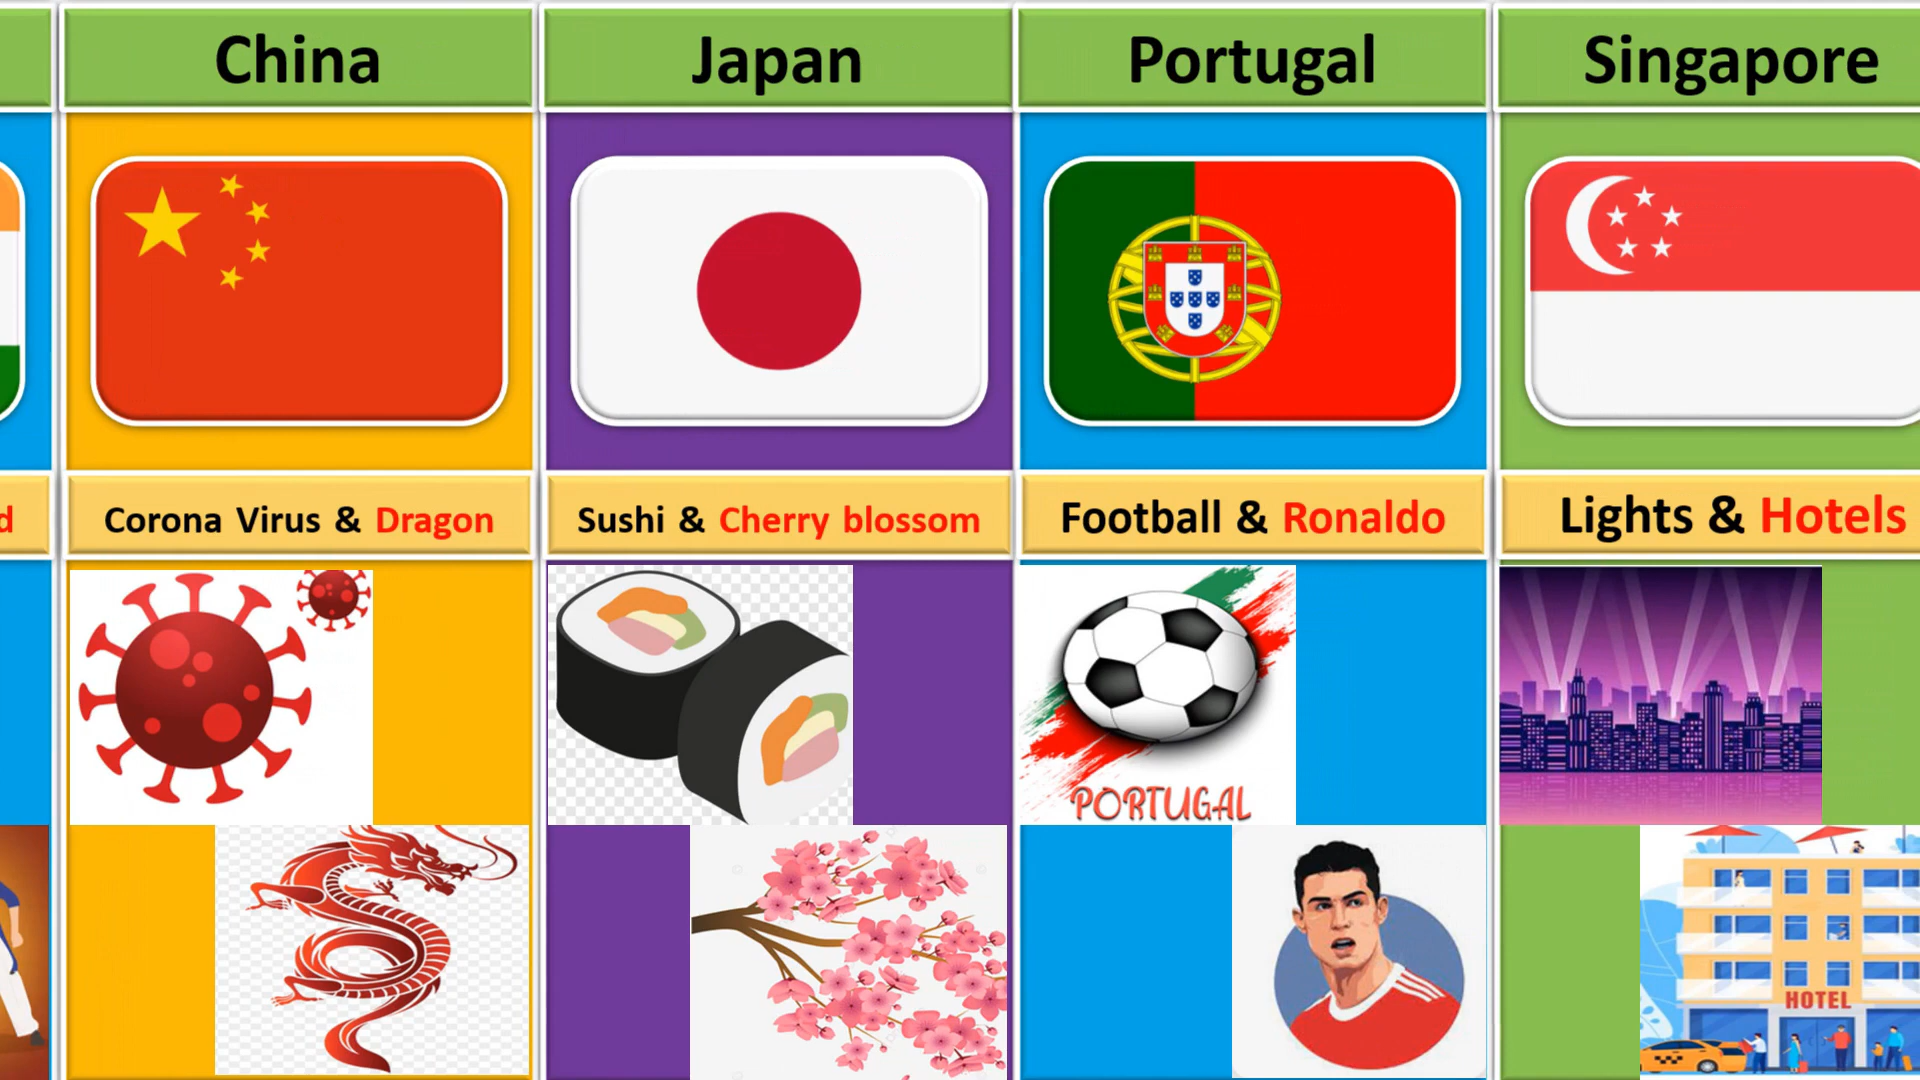 China
Japan
Portugal
Singapore
d
Corona Virus & Dragon
Sushi & Cherry blossom
Football & Ronaldo
Lights & Hotels
PORTUGAL
HOTEL